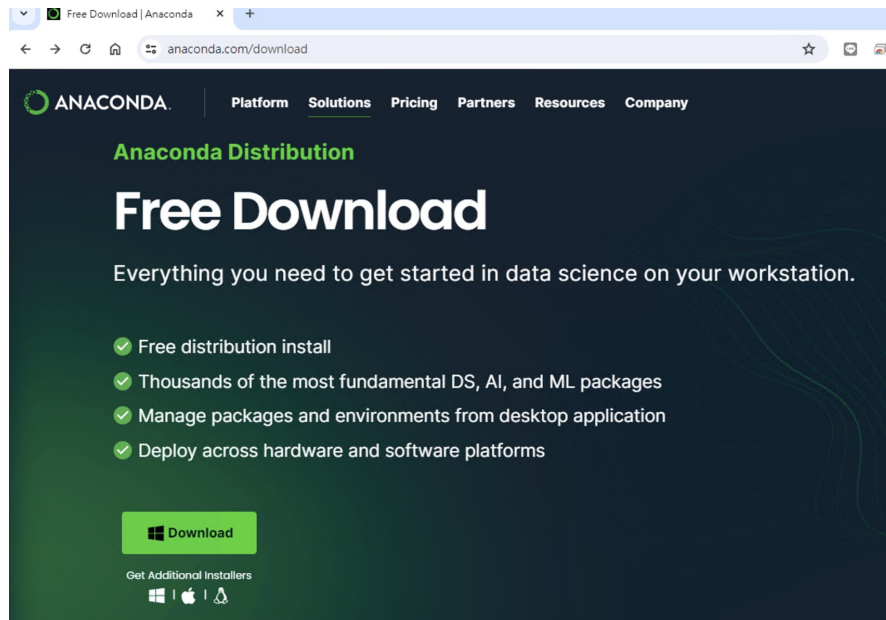 Free Download | Anaconda
anaconda.com/download
ANACONDA.
Platform Solutions Pricing Partners Resources Company
Anaconda Distribution
Free Download
Everything you need to get started in data science on your workstation.
Free distribution install
Thousands of the most fundamental DS, AI, and ML packages
Manage packages and environments from desktop application
Deploy across hardware and software platforms
Download
Get Additional Installers